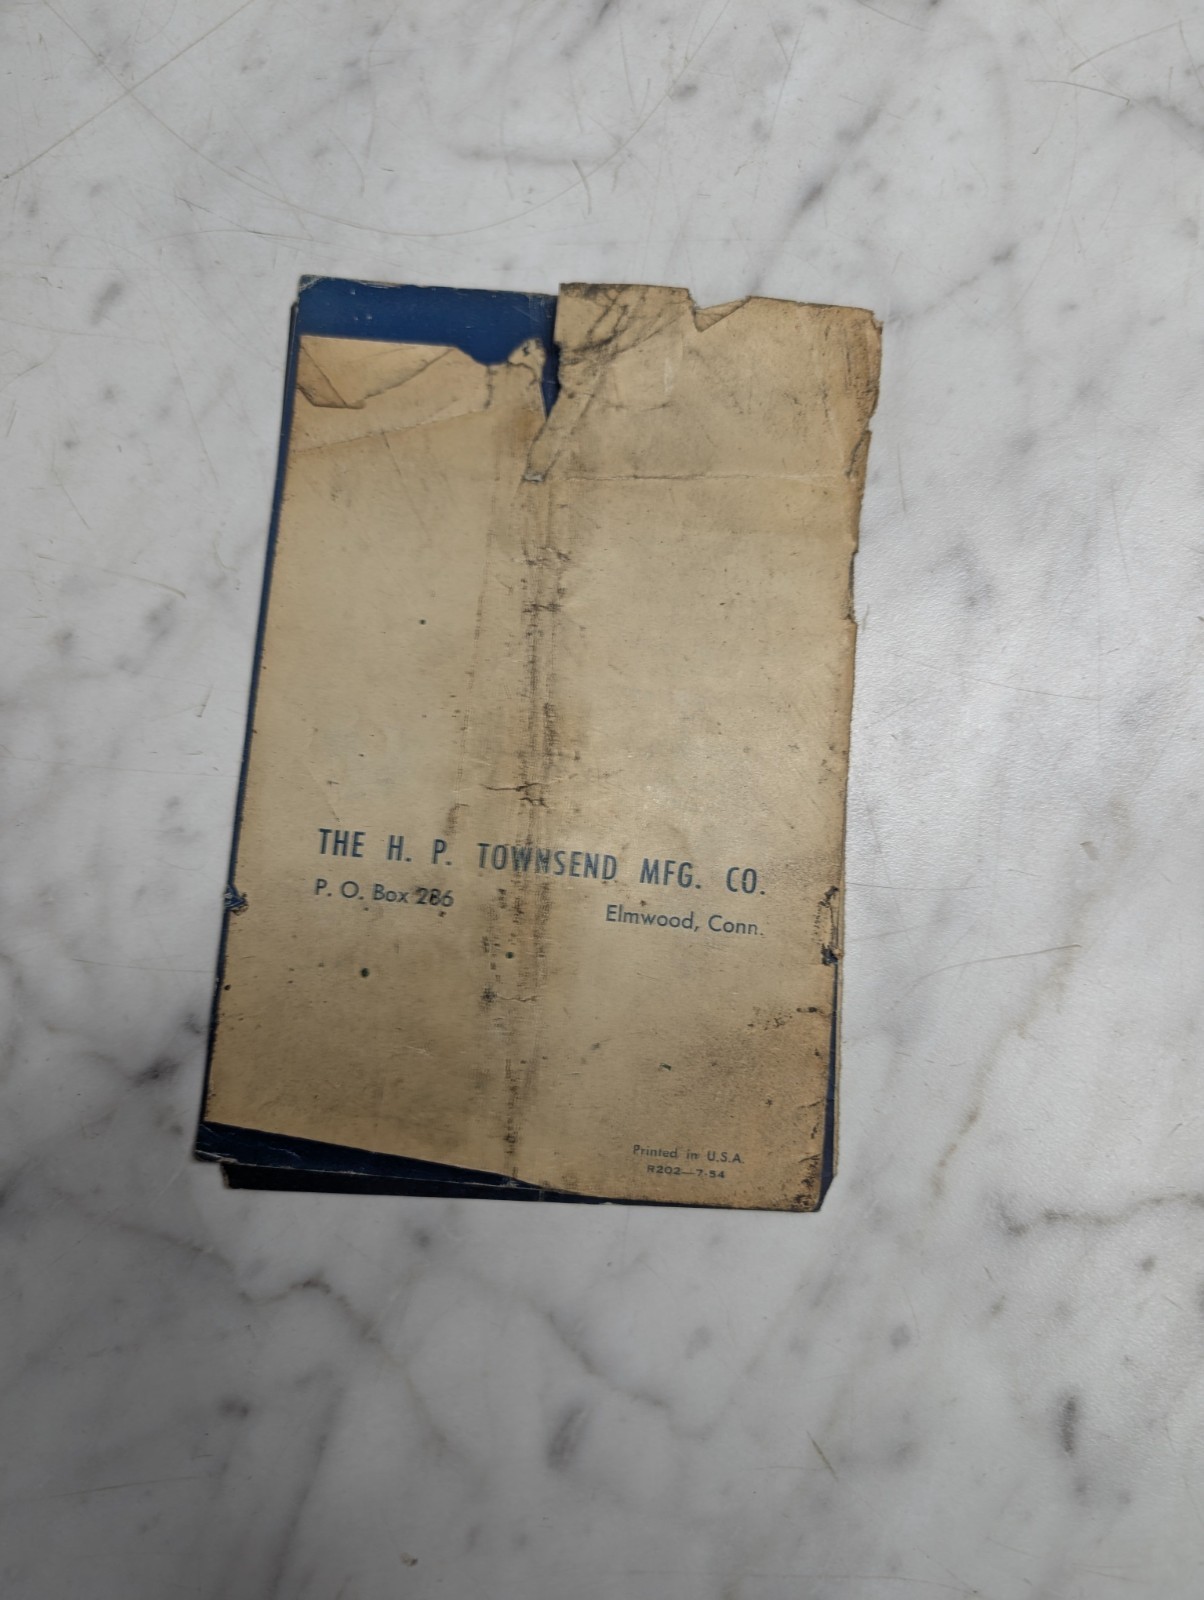 THE H. P. TOWNSEND MFG. CO.
P. O. Box 286
Elmwood, Conn.
Printed in U.S.A.
R202—7-54